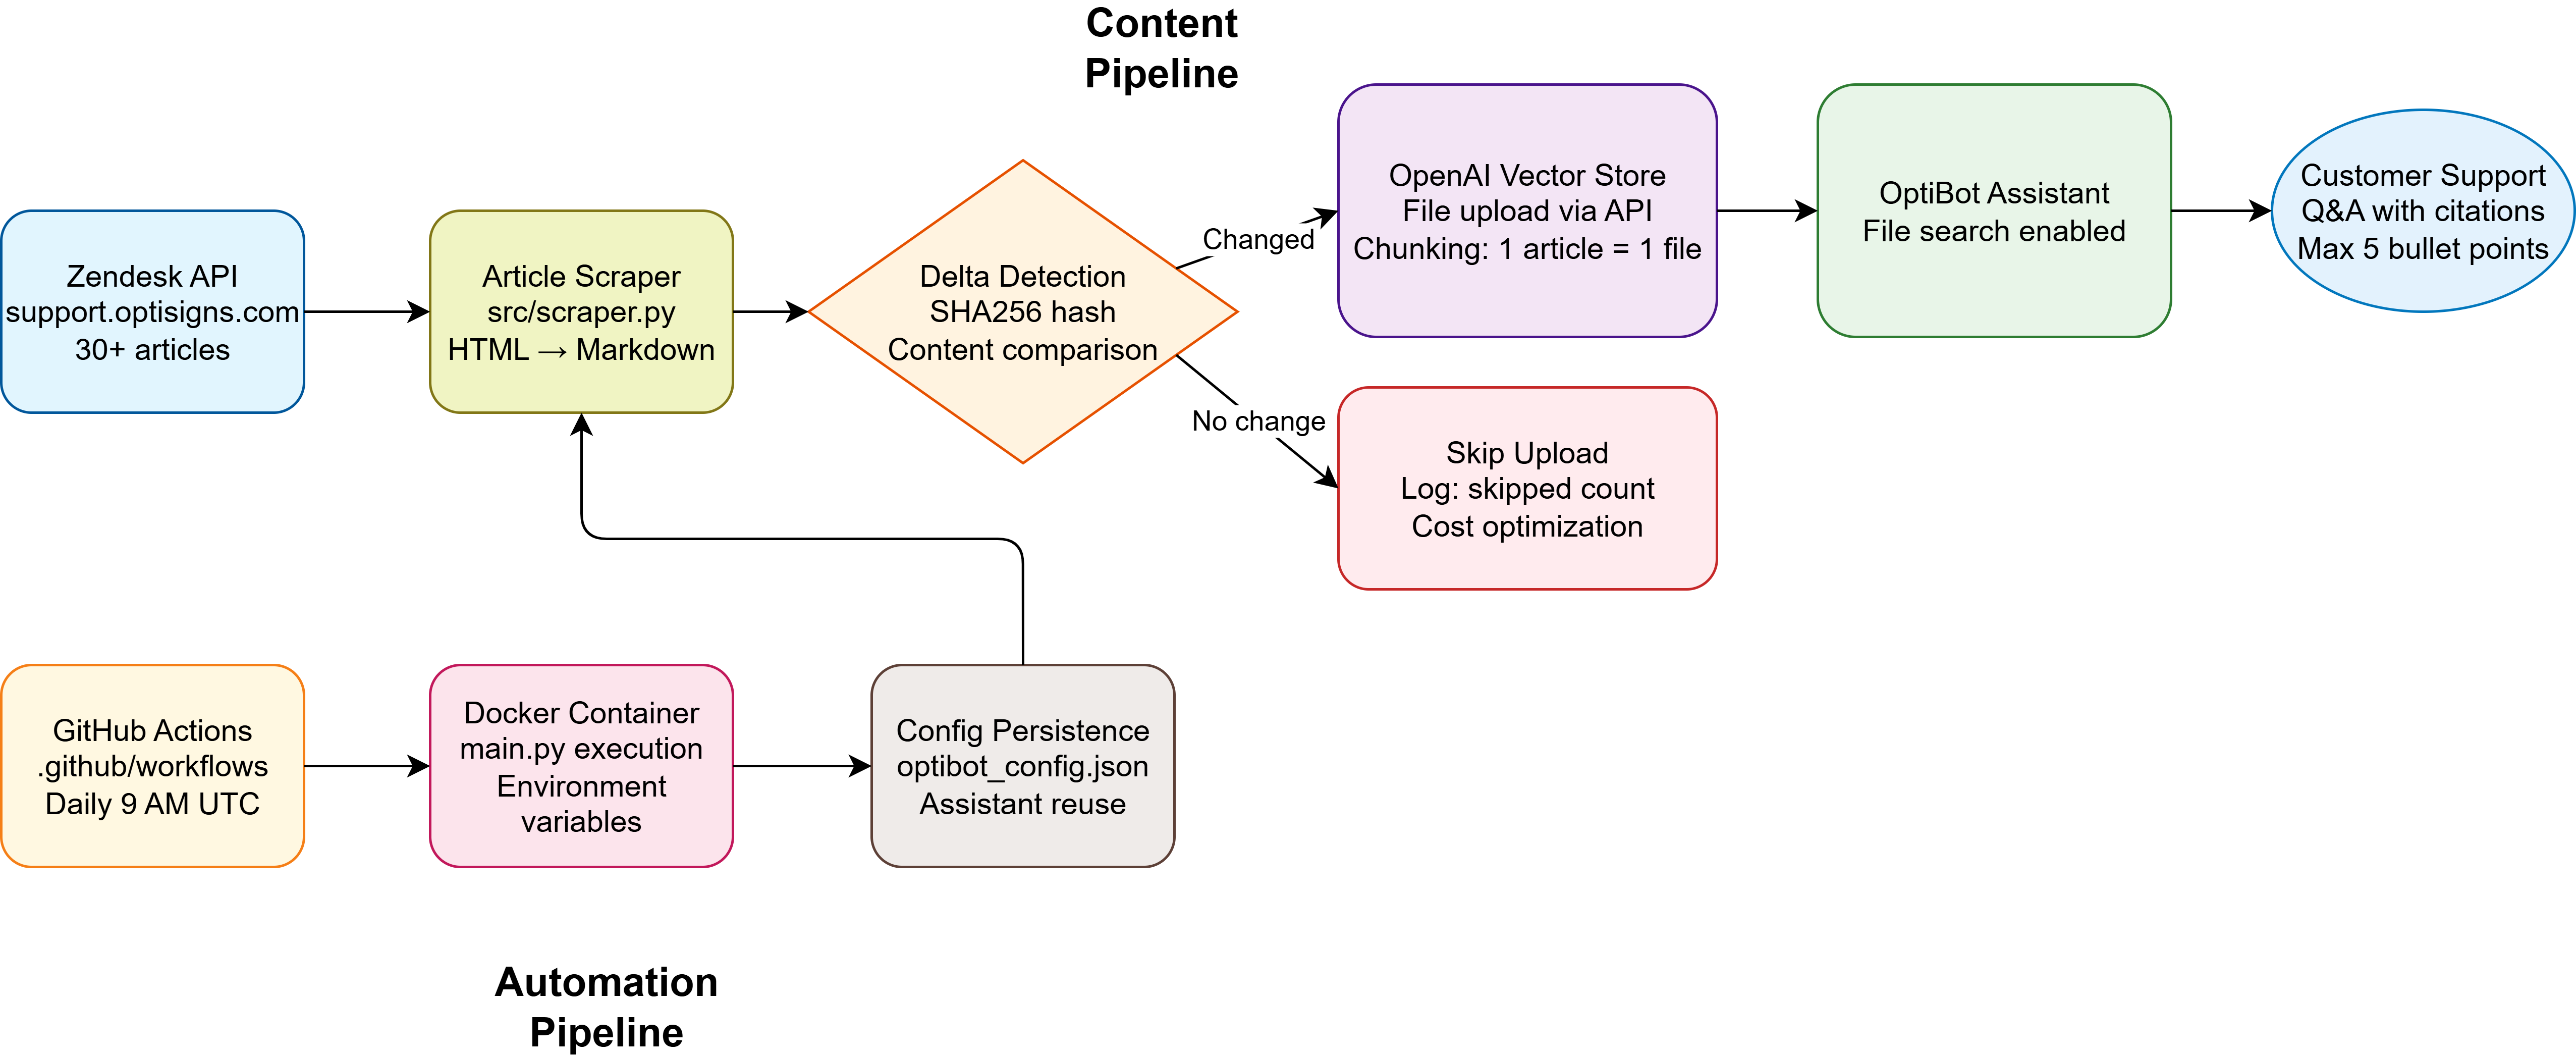 Content
Pipeline
Zendesk API
support.optisigns.com
30+ articles
Article Scraper
src/scraper.py
HTML → Markdown
Delta Detection
SHA256 hash
Content comparison
Changed
No change
OpenAI Vector Store
File upload via API
Chunking: 1 article = 1 file
Skip Upload
Log: skipped count
Cost optimization
OptiBot Assistant
File search enabled
Customer Support
Q&A with citations
Max 5 bullet points
GitHub Actions
.github/workflows
Daily 9 AM UTC
Docker Container
main.py execution
Environment
variables
Config Persistence
optibot_config.json
Assistant reuse
Automation
Pipeline